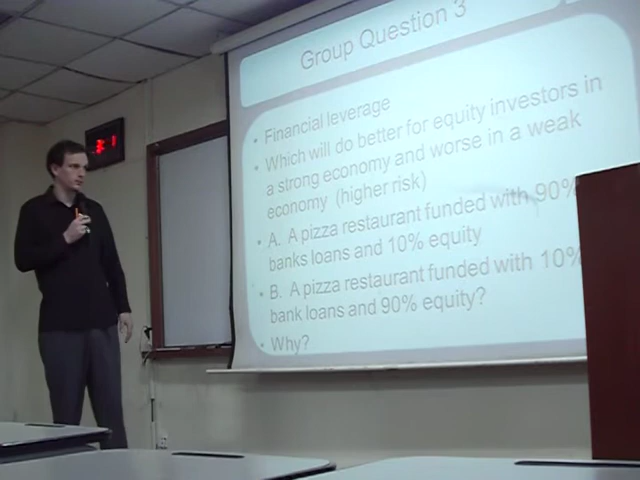 Group Question 3
• Financial leverage
• Which will do better for equity investors in
a strong economy and worse in a weak
economy (higher risk)
• A. A pizza restaurant funded with 90%
banks loans and 10% equity
• B. A pizza restaurant funded with 10%
bank loans and 90% equity?
• Why?